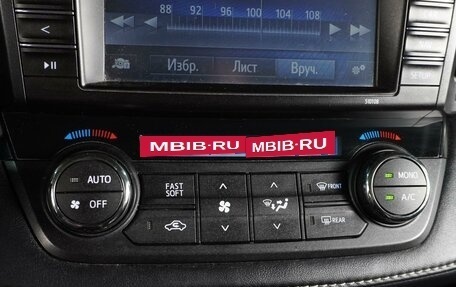 88 92 96 100 104 108
Избр. Лист Вруч.
SETUP
510108
MBIB·RU MBIB·RU
AUTO
OFF
FAST
SOFT
FRONT
REAR
MONO
A/C